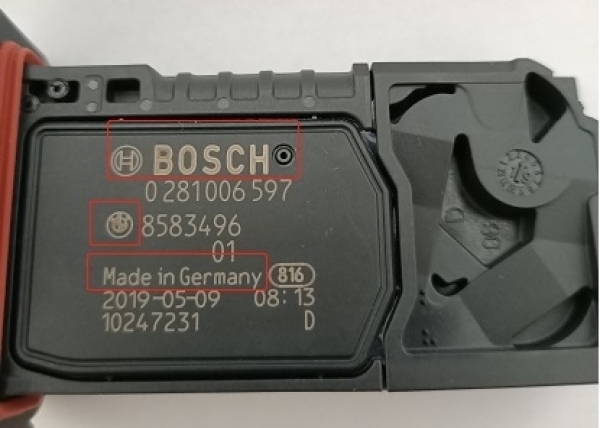 BOSCH
0 281 006 597
8583496
01
Made in Germany 816
2019-05-09 08:13
10247231 D
D